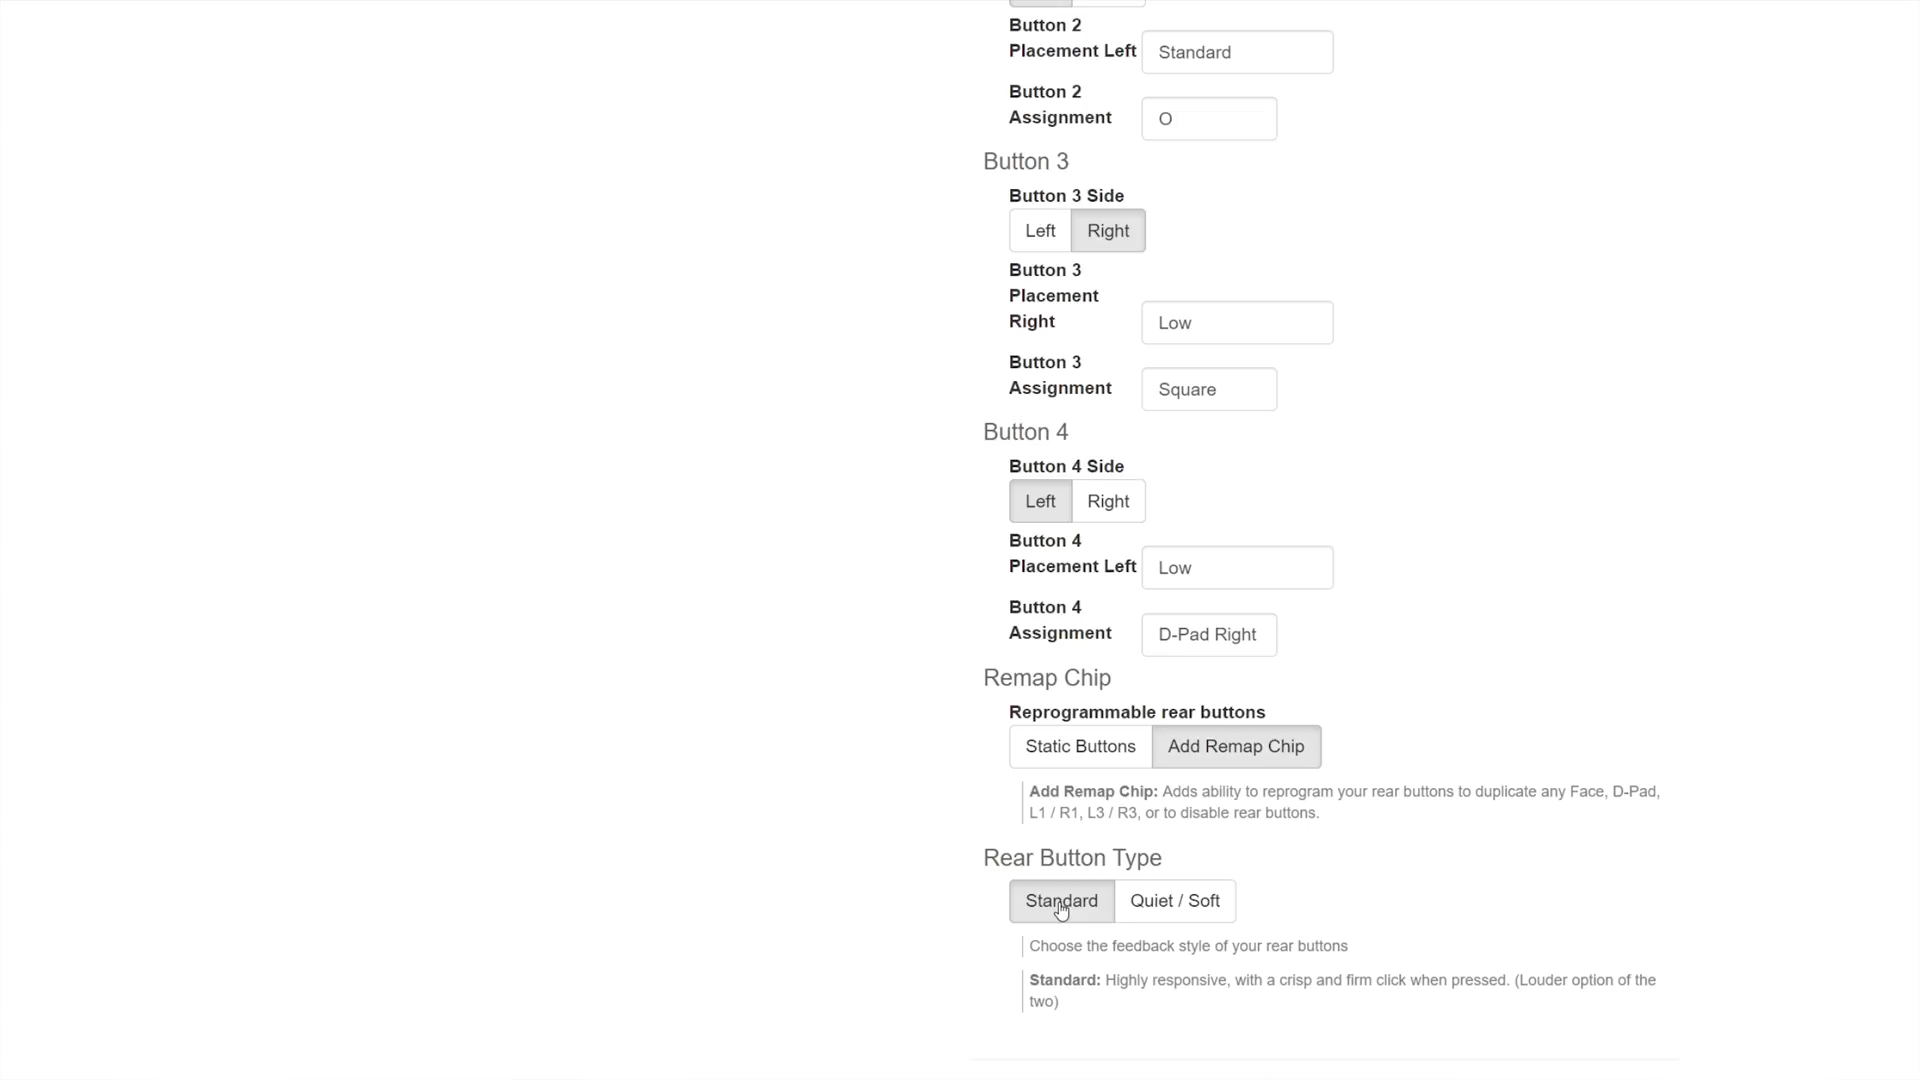 Button 2
Placement Left
Standard
Button 2
Assignment
O
Button 3
Button 3 Side
Left
Right
Button 3
Placement
Right
Low
Button 3
Assignment
Square
Button 4
Button 4 Side
Left
Right
Button 4
Placement Left
Low
Button 4
Assignment
D-Pad Right
Remap Chip
Reprogrammable rear buttons
Static Buttons
Add Remap Chip
Add Remap Chip: Adds ability to reprogram your rear buttons to duplicate any Face, D-Pad,
L1 / R1, L3 / R3, or to disable rear buttons.
Rear Button Type
Standard
Quiet / Soft
Choose the feedback style of your rear buttons
Standard: Highly responsive, with a crisp and firm click when pressed. (Louder option of the
two)